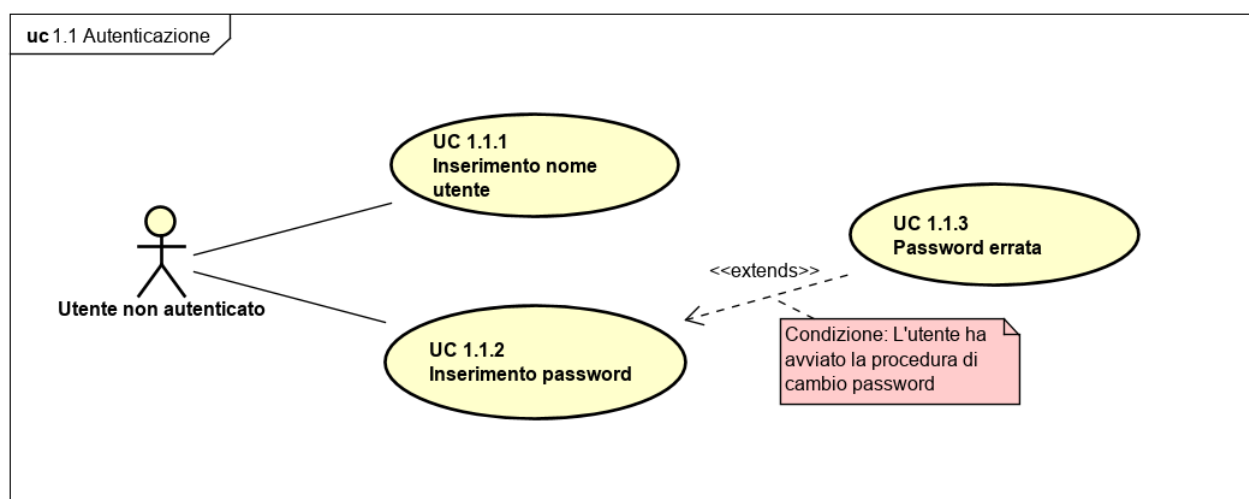 uc 1.1 Autenticazione
UC 1.1.1
Inserimento nome
utente
UC 1.1.3
Password errata
<<extends>>
Utente non autenticato
Condizione: L'utente ha
avviato la procedura di
cambio password
UC 1.1.2
Inserimento password